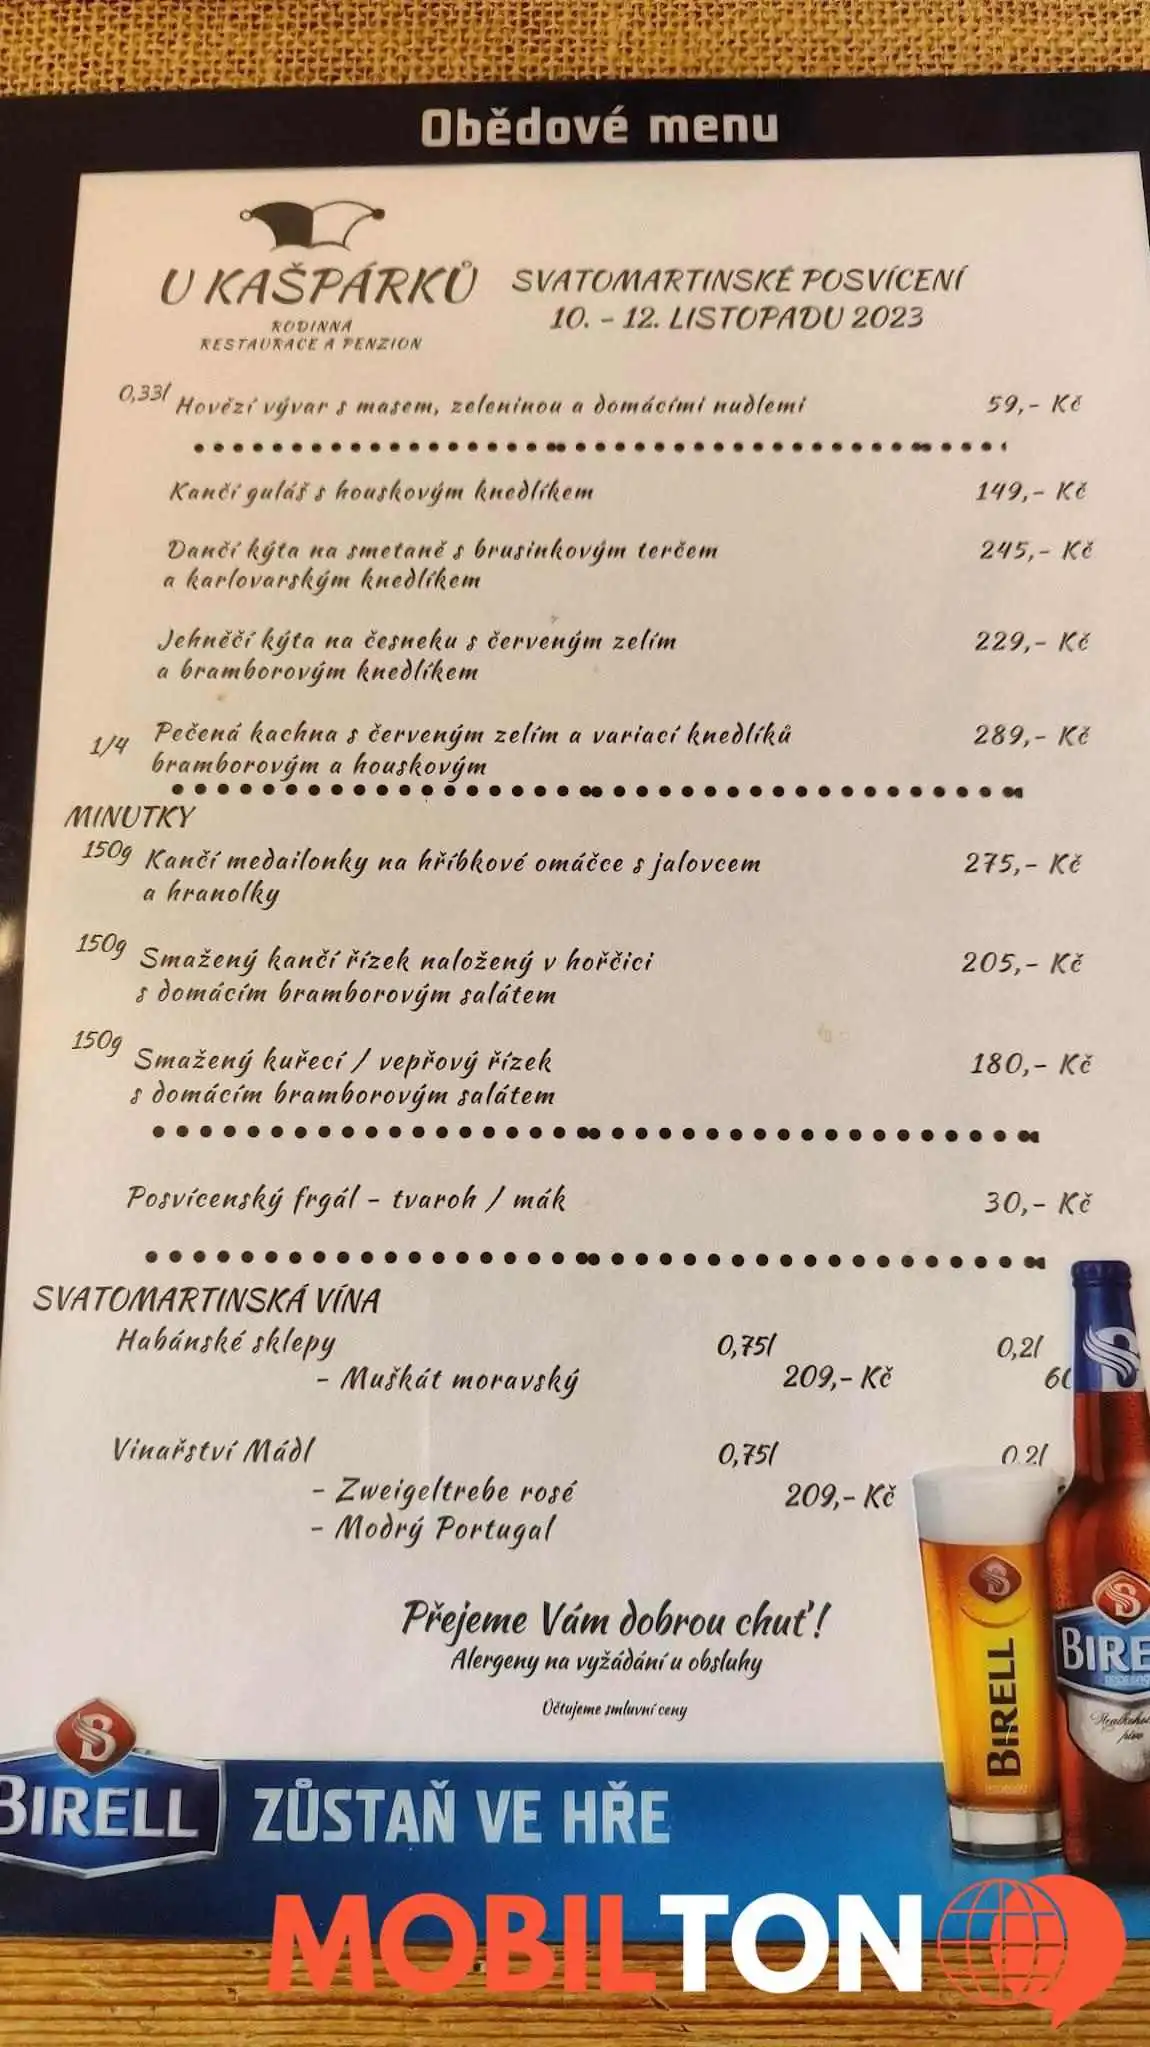 Obědové menu
U KAŠPÁRKŮ
RODINNÁ
RESTAURACE A PENZION
SVATOMARTINSKÉ POSVÍCENÍ
10. - 12. LISTOPADU 2023
0,33l Hovězí vývar s masem, zeleninou a domácími nudlemi 59,- Kč
Kančí guláš s houskovým knedlíkem 149,- Kč
Dančí kýta na smetaně s brusinkovým terčem 245,- Kč
a karlovarským knedlíkem
Jehněčí kýta na česneku s červeným zelím 229,- Kč
a bramborovým knedlíkem
1/4 Pečená kachna s červeným zelím a variací knedlíků 289,- Kč
bramborovým a houskovým
MINUTKY
150g Kančí medailonky na hříbkové omáčce s jalovcem 275,- Kč
a hranolky
150g Smažený kančí řízek naložený v hořčici 205,- Kč
s domácím bramborovým salátem
150g Smažený kuřecí / vepřový řízek 180,- Kč
s domácím bramborovým salátem
Posvícenský frgál - tvaroh / mák 30,- Kč
SVATOMARTINSKÁ VÍNA
Habánské sklepy 0,75l 0,2l
- Muškát moravský 209,- Kč
Vinařství Mádl 0,75l 0,2l
- Zweigeltrebe rosé 209,- Kč
- Modrý Portugal
Přejeme Vám dobrou chuť!
Alergeny na vyžádání u obsluhy
Účtujeme smluvní ceny
BIRELL
BIRELL ZŮSTAŇ VE HŘE
MOBILTON